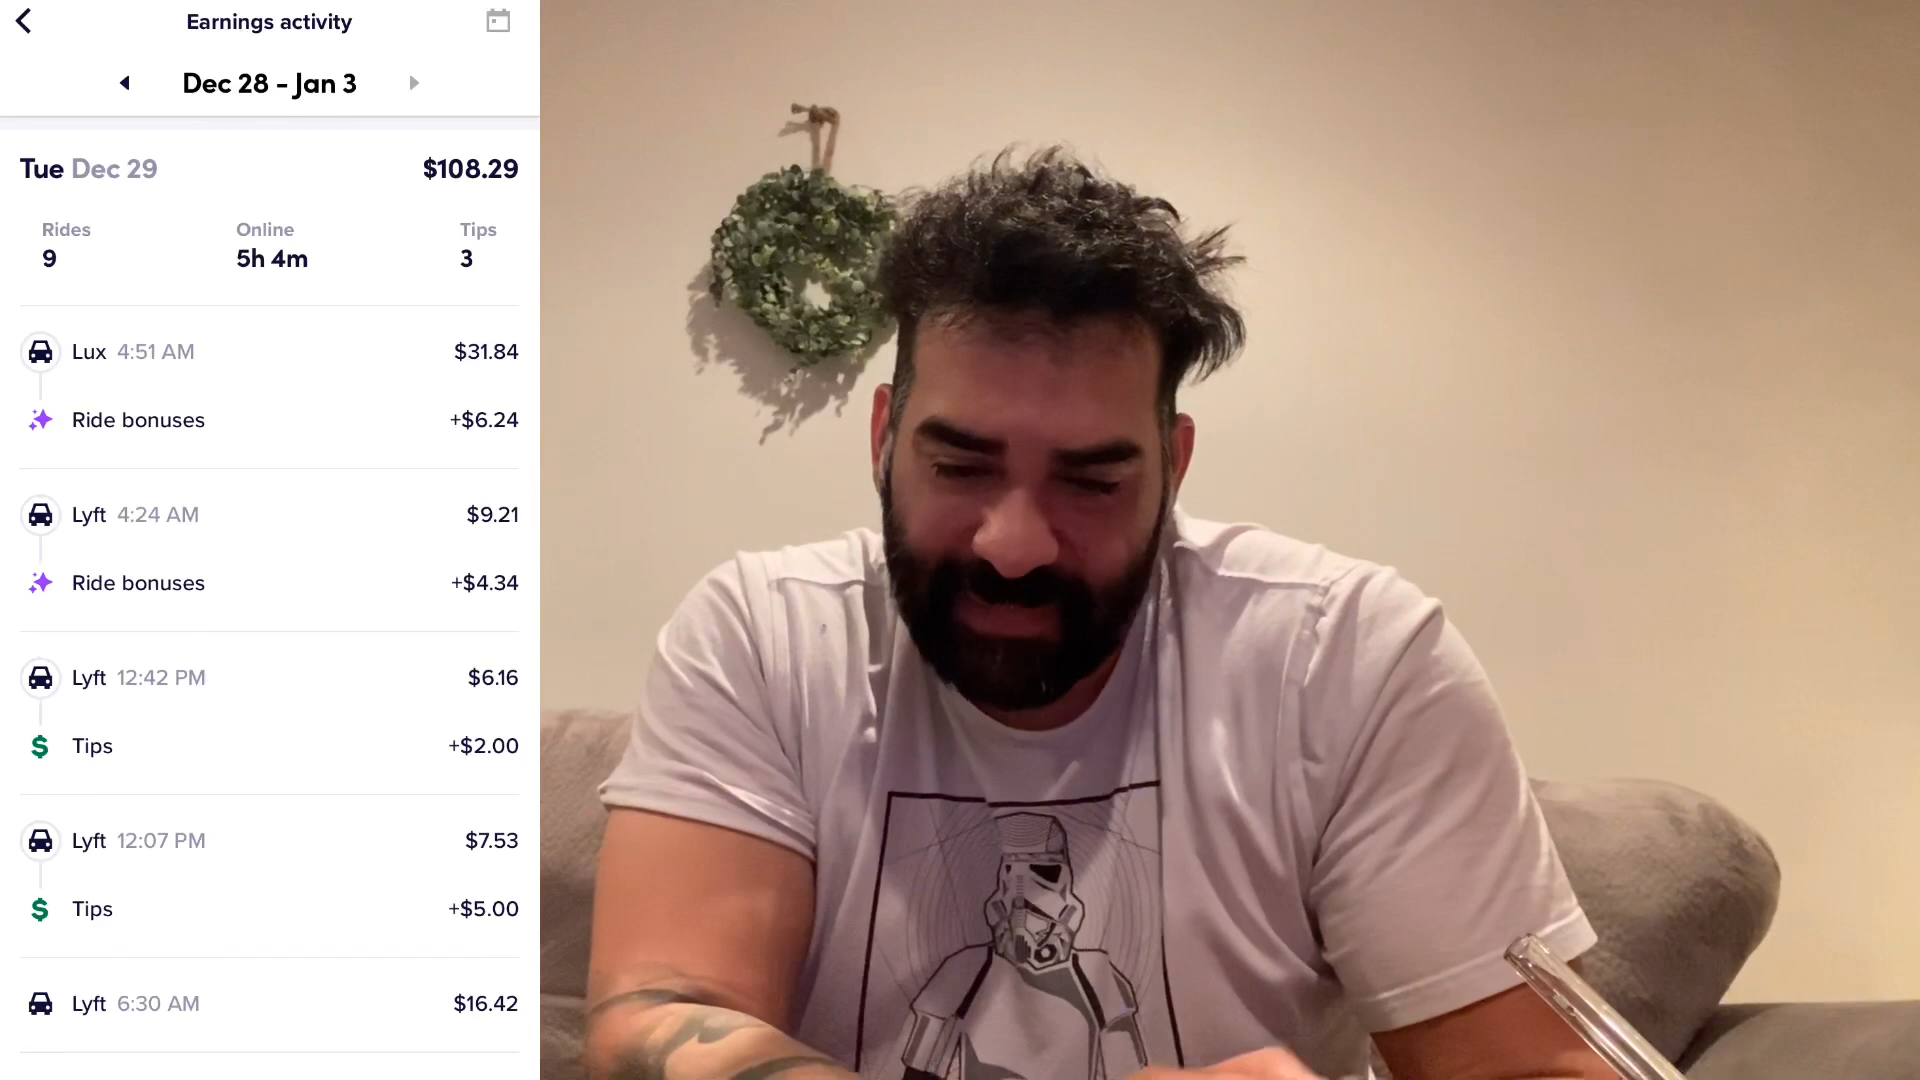 Earnings activity
Dec 28 - Jan 3
Tue Dec 29 $108.29
Rides Online Tips
9 5h 4m 3
Lux 4:51 AM $31.84
Ride bonuses +$6.24
Lyft 4:24 AM $9.21
Ride bonuses +$4.34
Lyft 12:42 PM $6.16
$ Tips +$2.00
Lyft 12:07 PM $7.53
$ Tips +$5.00
Lyft 6:30 AM $16.42